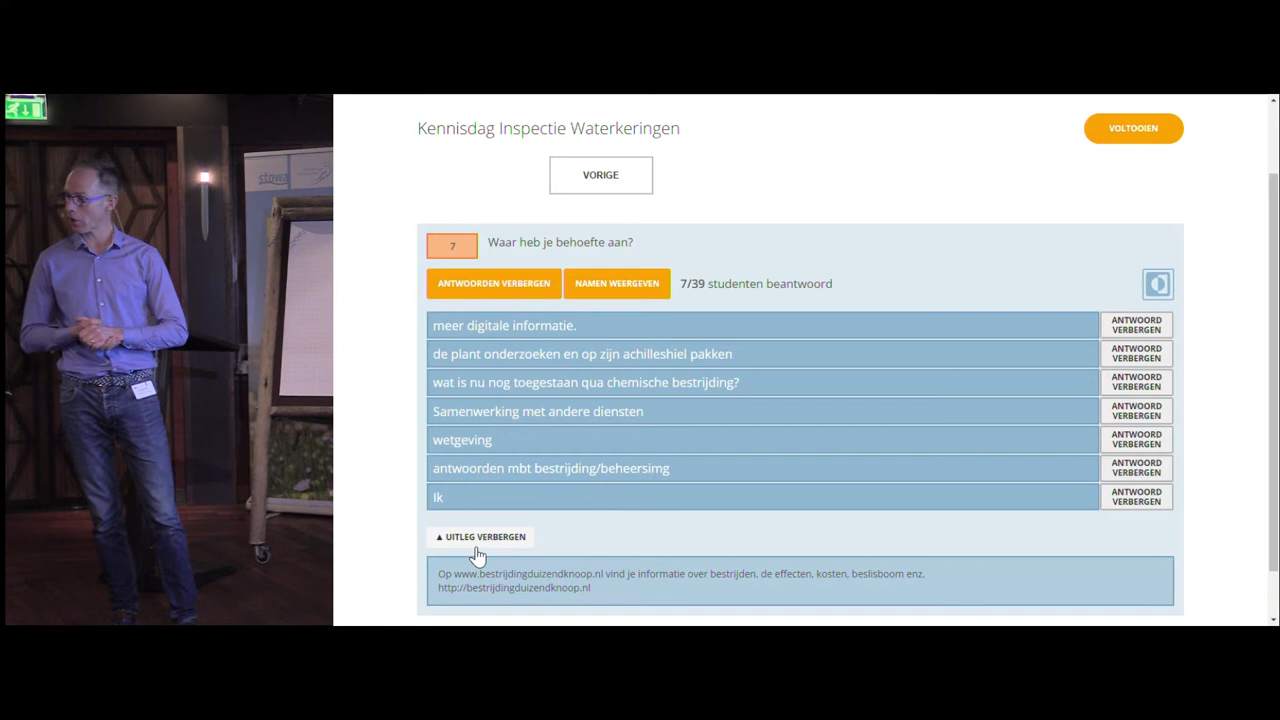 stowa
Kennisdag Inspectie Waterkeringen
VOLTOOIEN
VORIGE
7
Waar heb je behoefte aan?
ANTWOORDEN VERBERGEN
NAMEN WEERGEVEN
7/39 studenten beantwoord
meer digitale informatie.
ANTWOORD
VERBERGEN
de plant onderzoeken en op zijn achilleshiel pakken
ANTWOORD
VERBERGEN
wat is nu nog toegestaan qua chemische bestrijding?
ANTWOORD
VERBERGEN
Samenwerking met andere diensten
ANTWOORD
VERBERGEN
wetgeving
ANTWOORD
VERBERGEN
antwoorden mbt bestrijding/beheersimg
ANTWOORD
VERBERGEN
Ik
ANTWOORD
VERBERGEN
▲ UITLEG VERBERGEN
Op www.bestrijdingduizendknoop.nl vind je informatie over bestrijden, de effecten, kosten, beslisboom enz.
http://bestrijdingduizendknoop.nl